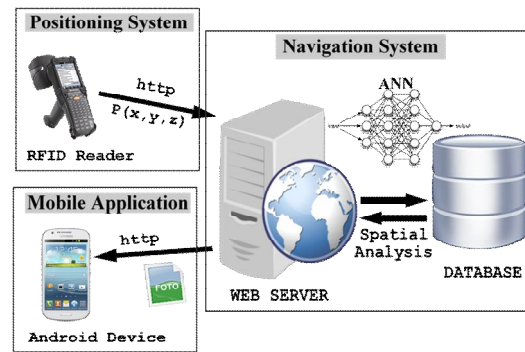 Positioning System
http
P(x,y,z)
RFID Reader
Navigation System
ANN
Mobile Application
http
FOTO
Android Device
WEB SERVER
Spatial
Analysis
DATABASE